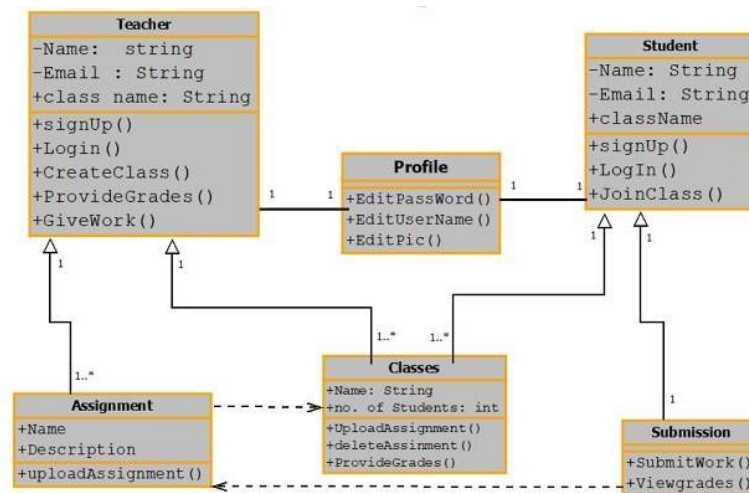 Teacher
-Name:  string
-Email : String
+class name: String
+signUp()
+Login()
+CreateClass()
+ProvideGrades()
+GiveWork()
Student
-Name: String
-Email: String
+className
+signUp()
+LogIn()
+JoinClass()
Profile
+EditPassWord()
+EditUserName()
+EditPic()
1
1
1
1
1
1
1
1
1..*
1..*
1..*
1
Classes
+Name: String
+no. of Students: int
+UploadAssignment()
+deleteAssinment()
+ProvideGrades()
Assignment
+Name
+Description
+uploadAssignment()
Submission
+SubmitWork()
+Viewgrades()